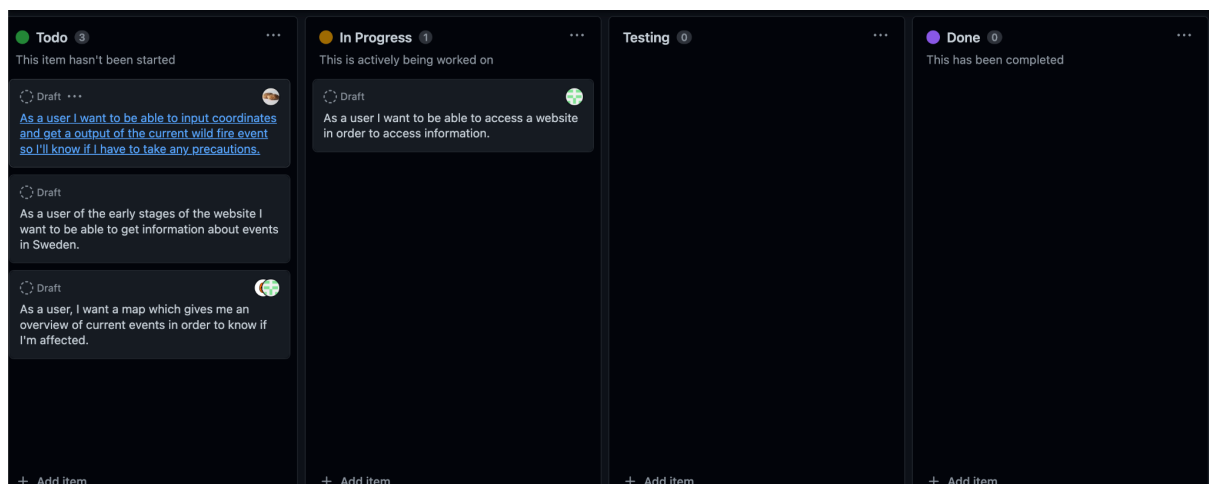 Todo 3
This item hasn't been started
Draft
As a user I want to be able to input coordinates
and get a output of the current wild fire event
so I'll know if I have to take any precautions.
Draft
As a user of the early stages of the website I
want to be able to get information about events
in Sweden.
Draft
As a user, I want a map which gives me an
overview of current events in order to know if
I'm affected.
+ Add item
In Progress 1
This is actively being worked on
Draft
As a user I want to be able to access a website
in order to access information.
+ Add item
Testing 0
+ Add item
Done 0
This has been completed
+ Add item